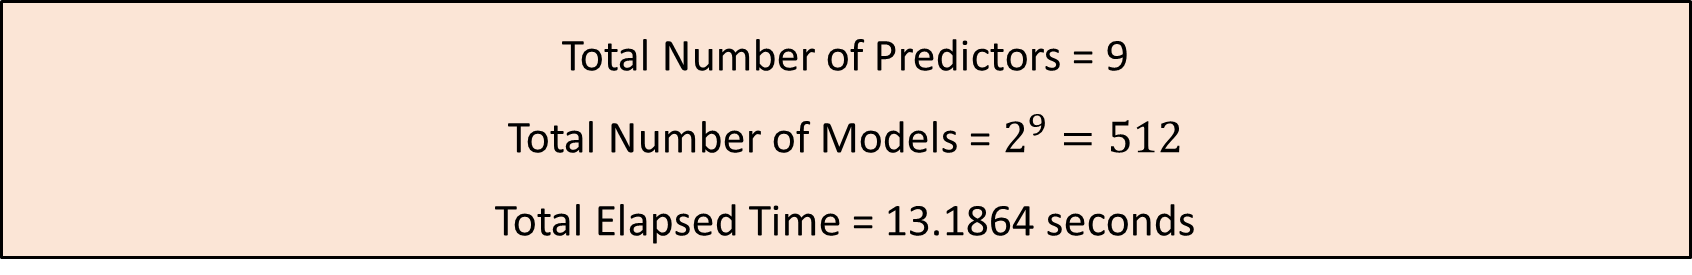 Total Number of Predictors = 9
Total Number of Models = 2⁹ = 512
Total Elapsed Time = 13.1864 seconds